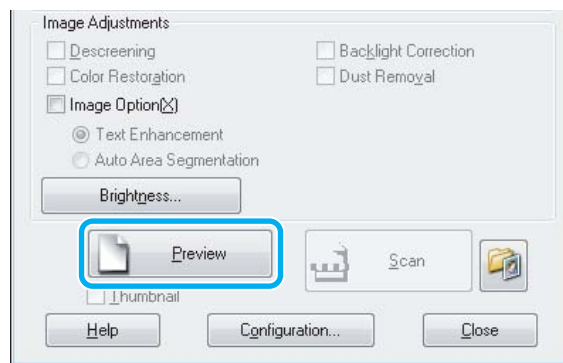 Image Adjustments
Descreening
Backlight Correction
Color Restoration
Dust Removal
Image Option(X)
Text Enhancement
Auto Area Segmentation
Brightness...
Preview
Scan
Thumbnail
Help
Configuration...
Close